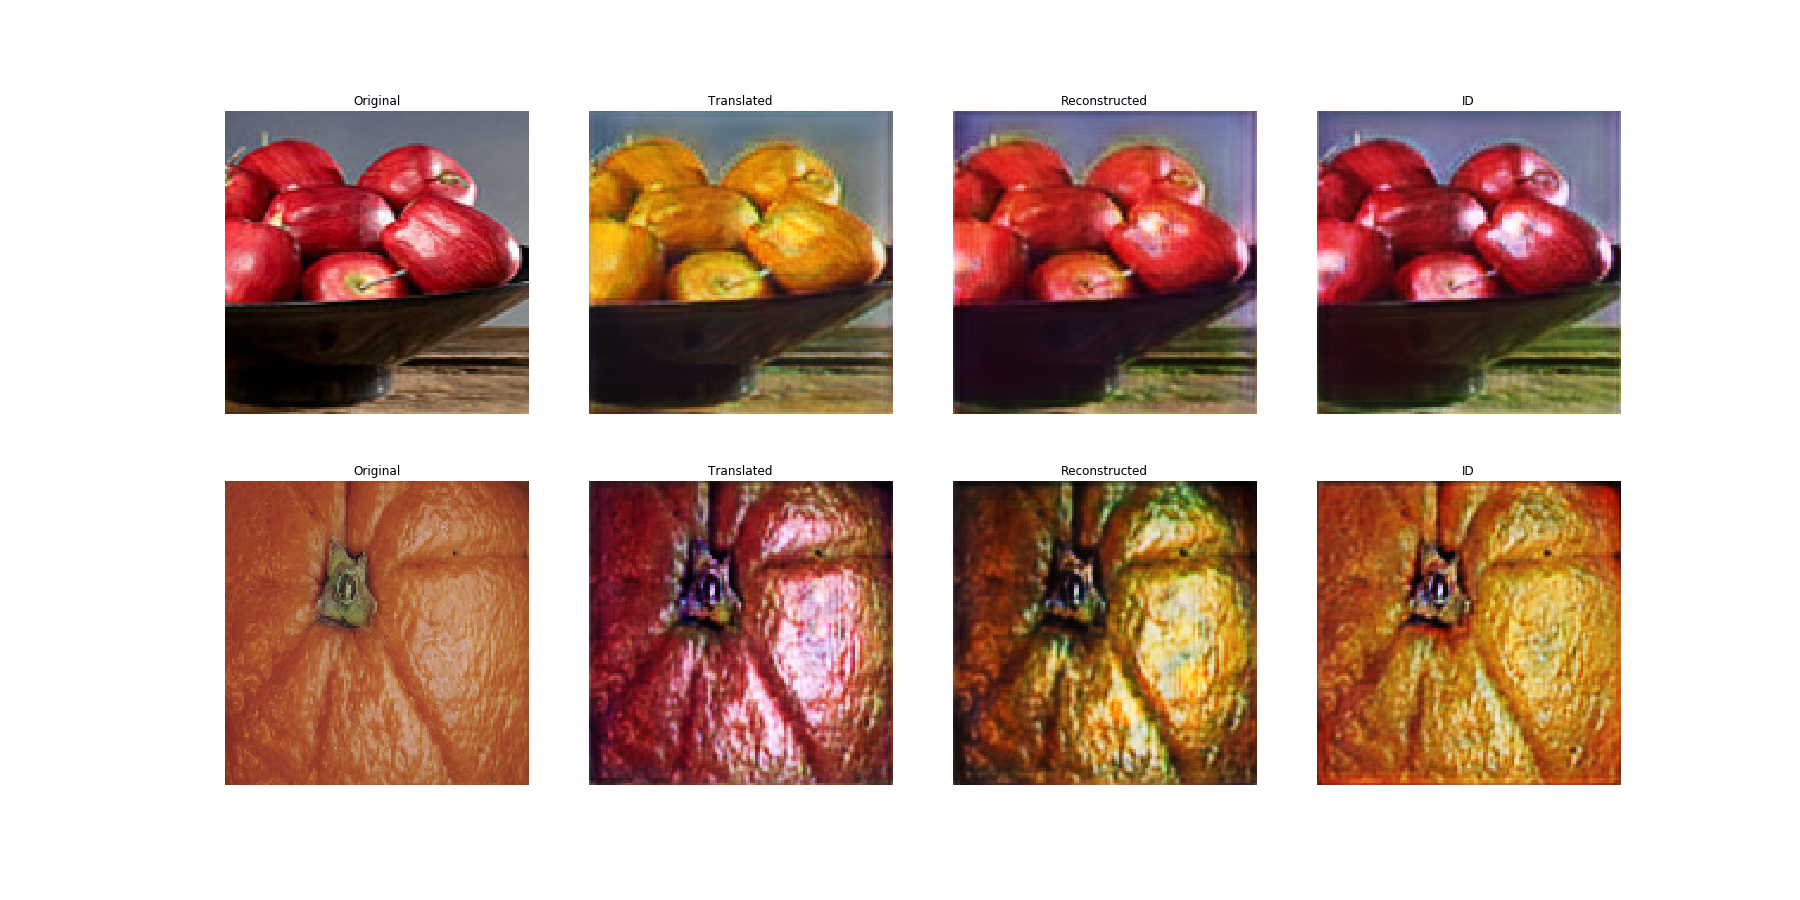 Original
Translated
Reconstructed
ID
Original
Translated
Reconstructed
ID